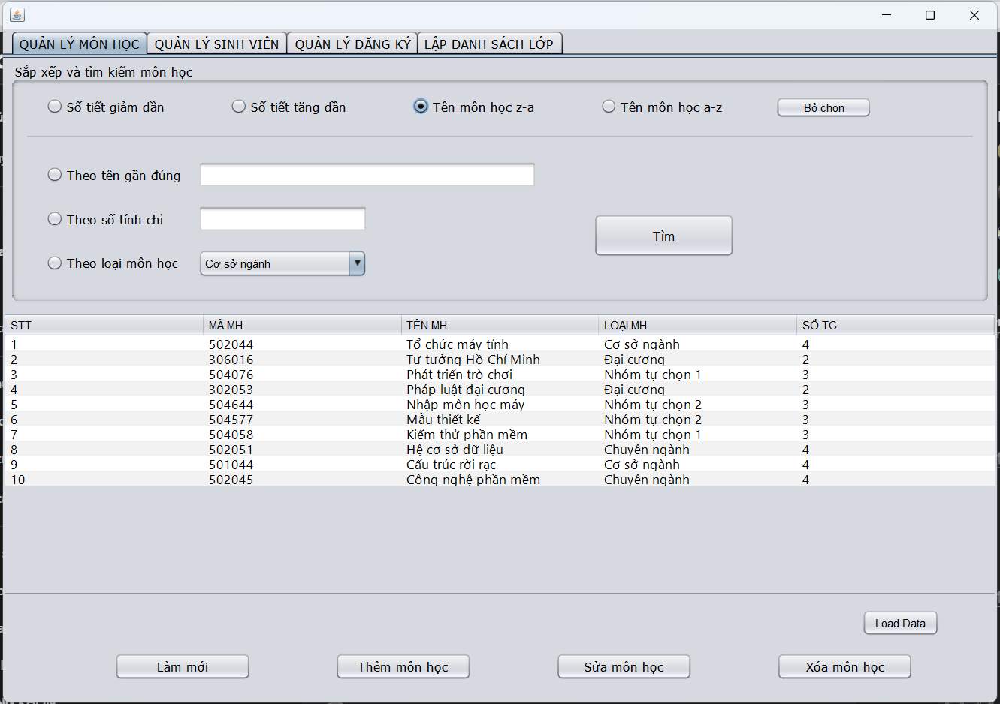 QUẢN LÝ MÔN HỌC QUẢN LÝ SINH VIÊN QUẢN LÝ ĐĂNG KÝ LẬP DANH SÁCH LỚP
Sắp xếp và tìm kiếm môn học
Số tiết giảm dần Số tiết tăng dần Tên môn học z-a Tên môn học a-z Bỏ chọn
Theo tên gần đúng
Theo số tính chỉ
Tìm
Theo loại môn học Cơ sở ngành
STT MÃ MH TÊN MH LOẠI MH SỐ TC
1 502044 Tổ chức máy tính Cơ sở ngành 4
2 306016 Tư tưởng Hồ Chí Minh Đại cương 2
3 504076 Phát triển trò chơi Nhóm tự chọn 1 3
4 302053 Pháp luật đại cương Đại cương 2
5 504644 Nhập môn học máy Nhóm tự chọn 2 3
6 504577 Mẫu thiết kế Nhóm tự chọn 2 3
7 504058 Kiểm thử phần mềm Nhóm tự chọn 1 3
8 502051 Hệ cơ sở dữ liệu Chuyên ngành 4
9 501044 Cấu trúc rời rạc Cơ sở ngành 4
10 502045 Công nghệ phần mềm Chuyên ngành 4
Load Data
Làm mới Thêm môn học Sửa môn học Xóa môn học